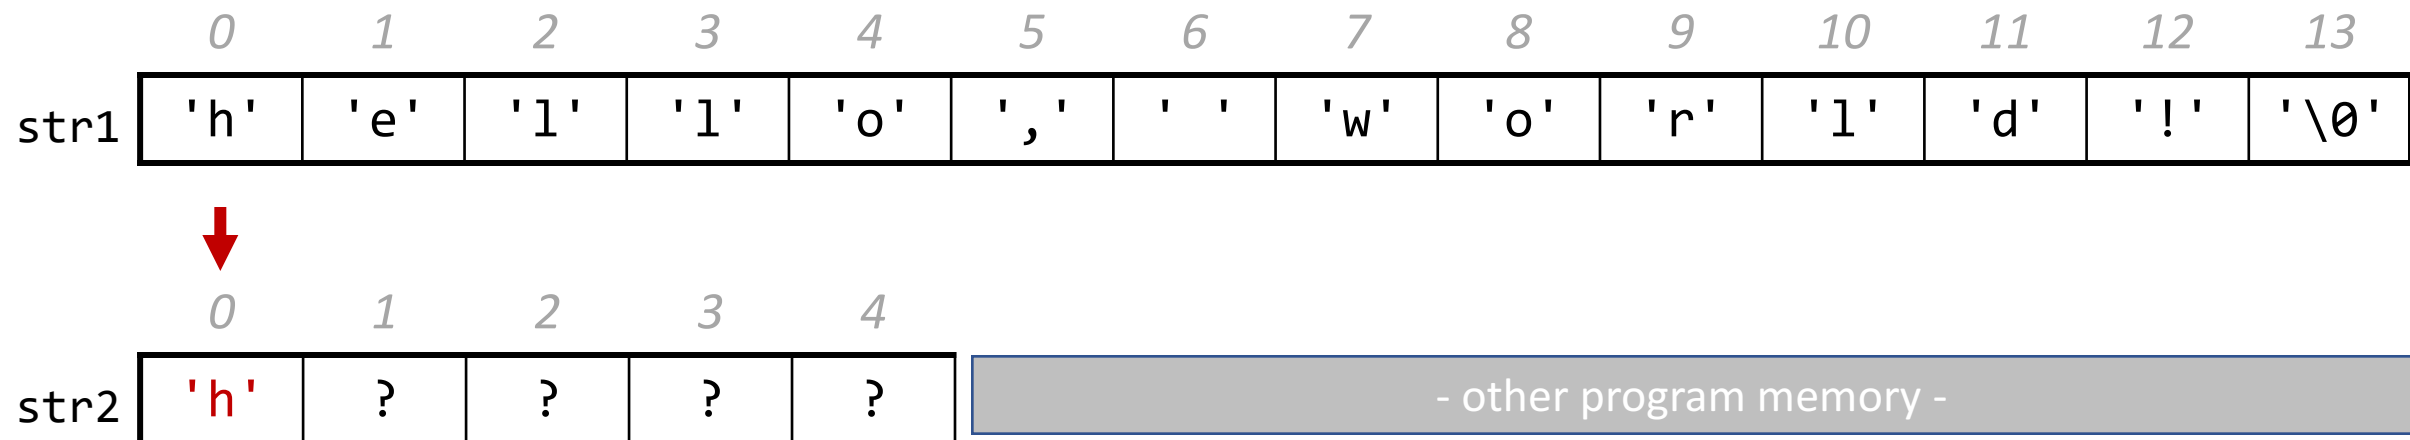 0 1 2 3 4 5 6 7 8 9 10 11 12 13
str1 'h' 'e' 'l' 'l' 'o' ',' ' ' 'w' 'o' 'r' 'l' 'd' '!' '\0'
0 1 2 3 4
str2 'h' ? ? ? ? - other program memory -